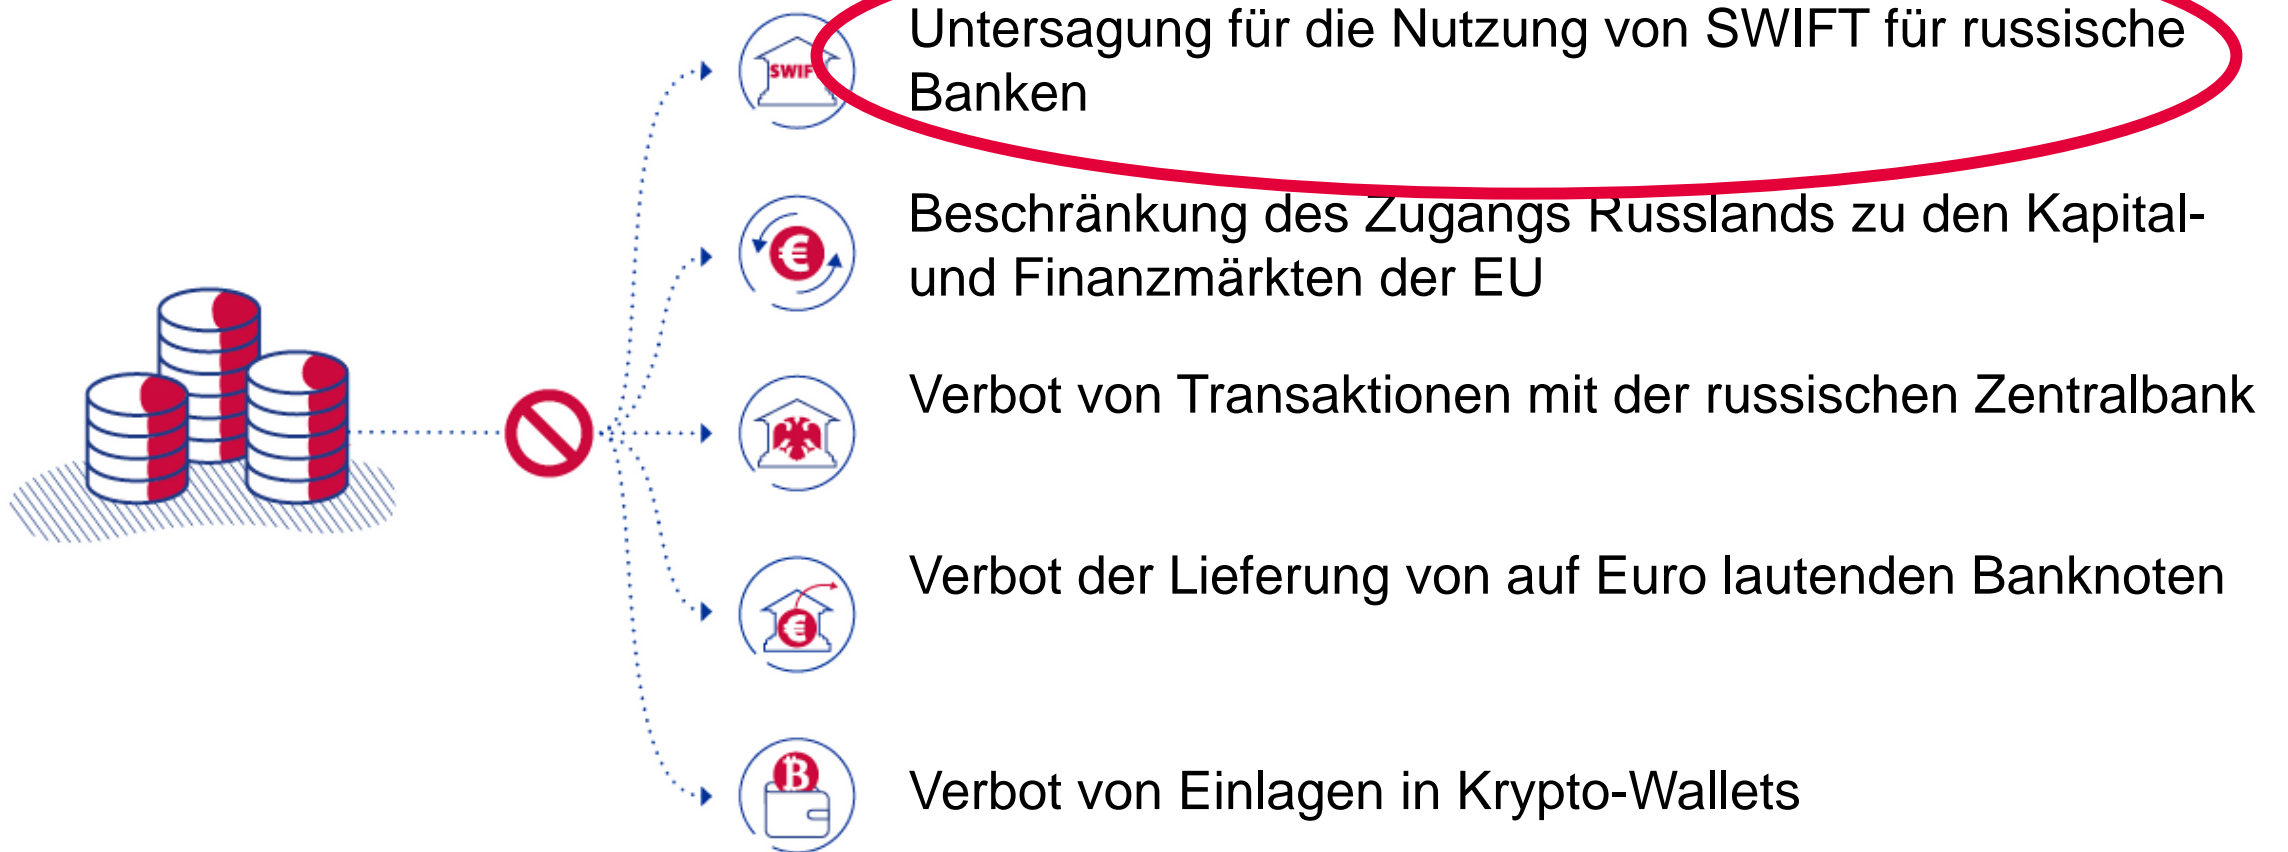 Untersagung für die Nutzung von SWIFT für russische
Banken
SWIF
Beschränkung des Zugangs Russlands zu den Kapital-
und Finanzmärkten der EU
€
Verbot von Transaktionen mit der russischen Zentralbank
Verbot der Lieferung von auf Euro lautenden Banknoten
€
Verbot von Einlagen in Krypto-Wallets